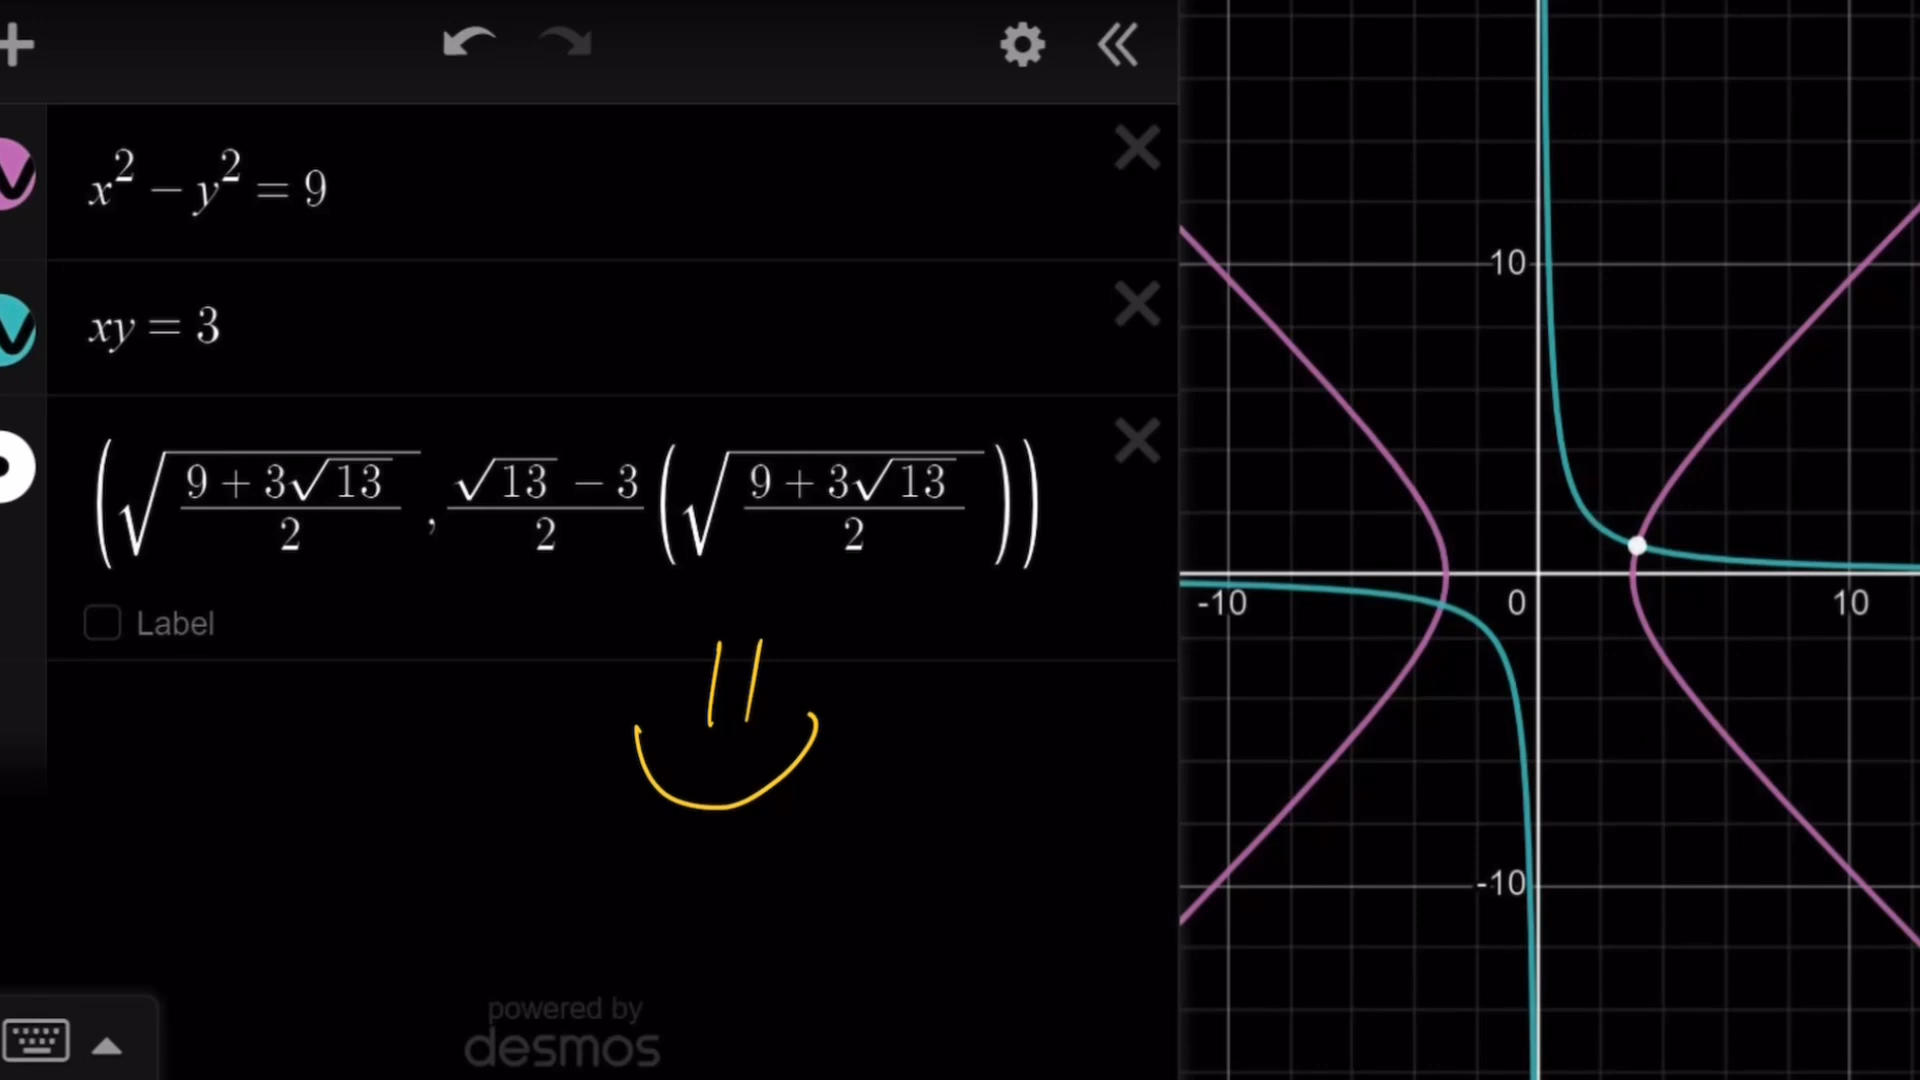 x² − y² = 9
xy = 3
(√((9 + 3√13)/2), (√13 − 3)/2 (√((9 + 3√13)/2)))
Label
powered by
desmos
10
-10
0
10
-10